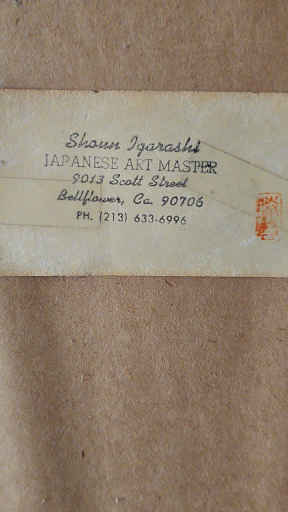 Shoun Igarashi
JAPANESE ART MASTER
9013 Scott Street
Bellflower, Ca. 90706
PH. (213) 633-6996